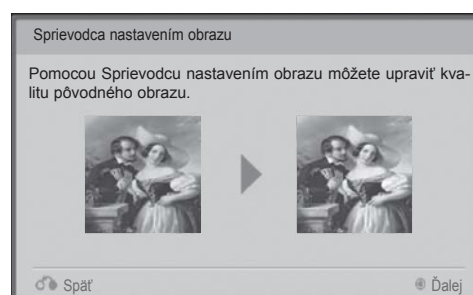 Sprievodca nastavením obrazu
Pomocou Sprievodcu nastavením obrazu môžete upraviť kva-
litu pôvodného obrazu.
Späť
Ďalej